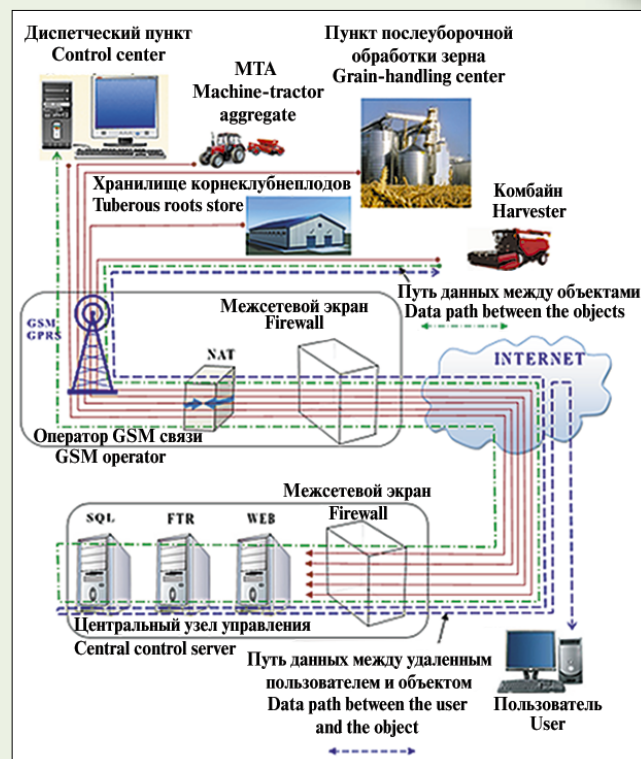 Диспетческий пункт
Control center
МТА
Machine-tractor
aggregate
Пункт послеуборочной
обработки зерна
Grain-handling center
Хранилище корнеклубнеплодов
Tuberous roots store
Комбайн
Harvester
Путь данных между объектами
Data path between the objects
GSM
GPRS
Межсетевой экран
Firewall
NAT
INTERNET
Оператор GSM связи
GSM operator
Межсетевой экран
Firewall
SQL
FTR
WEB
Центральный узел управления
Central control server
Путь данных между удаленным
пользователем и объектом
Data path between the user
and the object
Пользователь
User